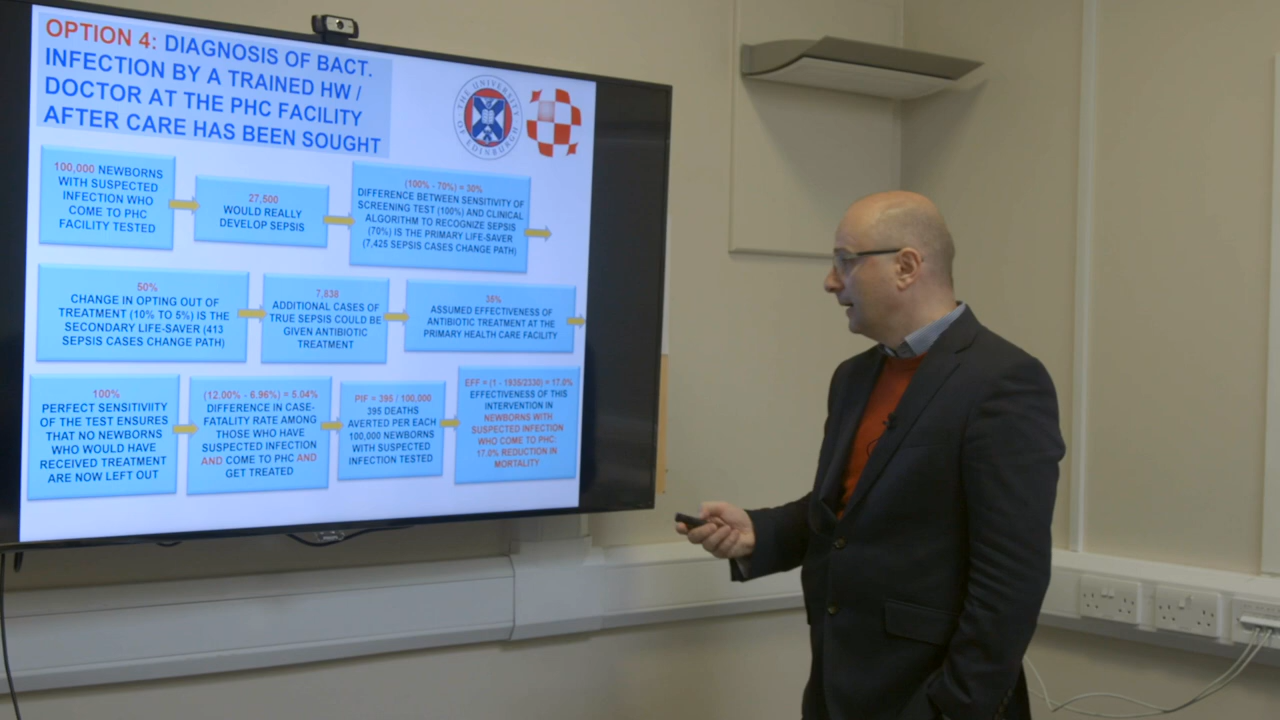 OPTION 4: DIAGNOSIS OF BACT.
INFECTION BY A TRAINED HW /
DOCTOR AT THE PHC FACILITY
AFTER CARE HAS BEEN SOUGHT
THE UNIVERSITY
OF EDINBURGH
100,000 NEWBORNS
WITH SUSPECTED
INFECTION WHO
COME TO PHC
FACILITY TESTED
27,500
WOULD REALLY
DEVELOP SEPSIS
(100% - 70%) = 30%
DIFFERENCE BETWEEN SENSITIVITY OF
SCREENING TEST (100%) AND CLINICAL
ALGORITHM TO RECOGNIZE SEPSIS
(70%) IS THE PRIMARY LIFE-SAVER
(7,425 SEPSIS CASES CHANGE PATH)
50%
CHANGE IN OPTING OUT OF
TREATMENT (10% TO 5%) IS THE
SECONDARY LIFE-SAVER (413
SEPSIS CASES CHANGE PATH)
7,838
ADDITIONAL CASES OF
TRUE SEPSIS COULD BE
GIVEN ANTIBIOTIC
TREATMENT
36%
ASSUMED EFFECTIVENESS OF
ANTIBIOTIC TREATMENT AT THE
PRIMARY HEALTH CARE FACILITY
100%
PERFECT SENSITIVIITY
OF THE TEST ENSURES
THAT NO NEWBORNS
WHO WOULD HAVE
RECEIVED TREATMENT
ARE NOW LEFT OUT
(12.00% - 6.96%) = 5.04%
DIFFERENCE IN CASE-
FATALITY RATE AMONG
THOSE WHO HAVE
SUSPECTED INFECTION
AND COME TO PHC AND
GET TREATED
PIF = 395 / 100,000
395 DEATHS
AVERTED PER EACH
100,000 NEWBORNS
WITH SUSPECTED
INFECTION TESTED
EFF = (1 - 1935/2330) = 17.0%
EFFECTIVENESS OF THIS
INTERVENTION IN
NEWBORNS WITH
SUSPECTED INFECTION
WHO COME TO PHC:
17.0% REDUCTION IN
MORTALITY